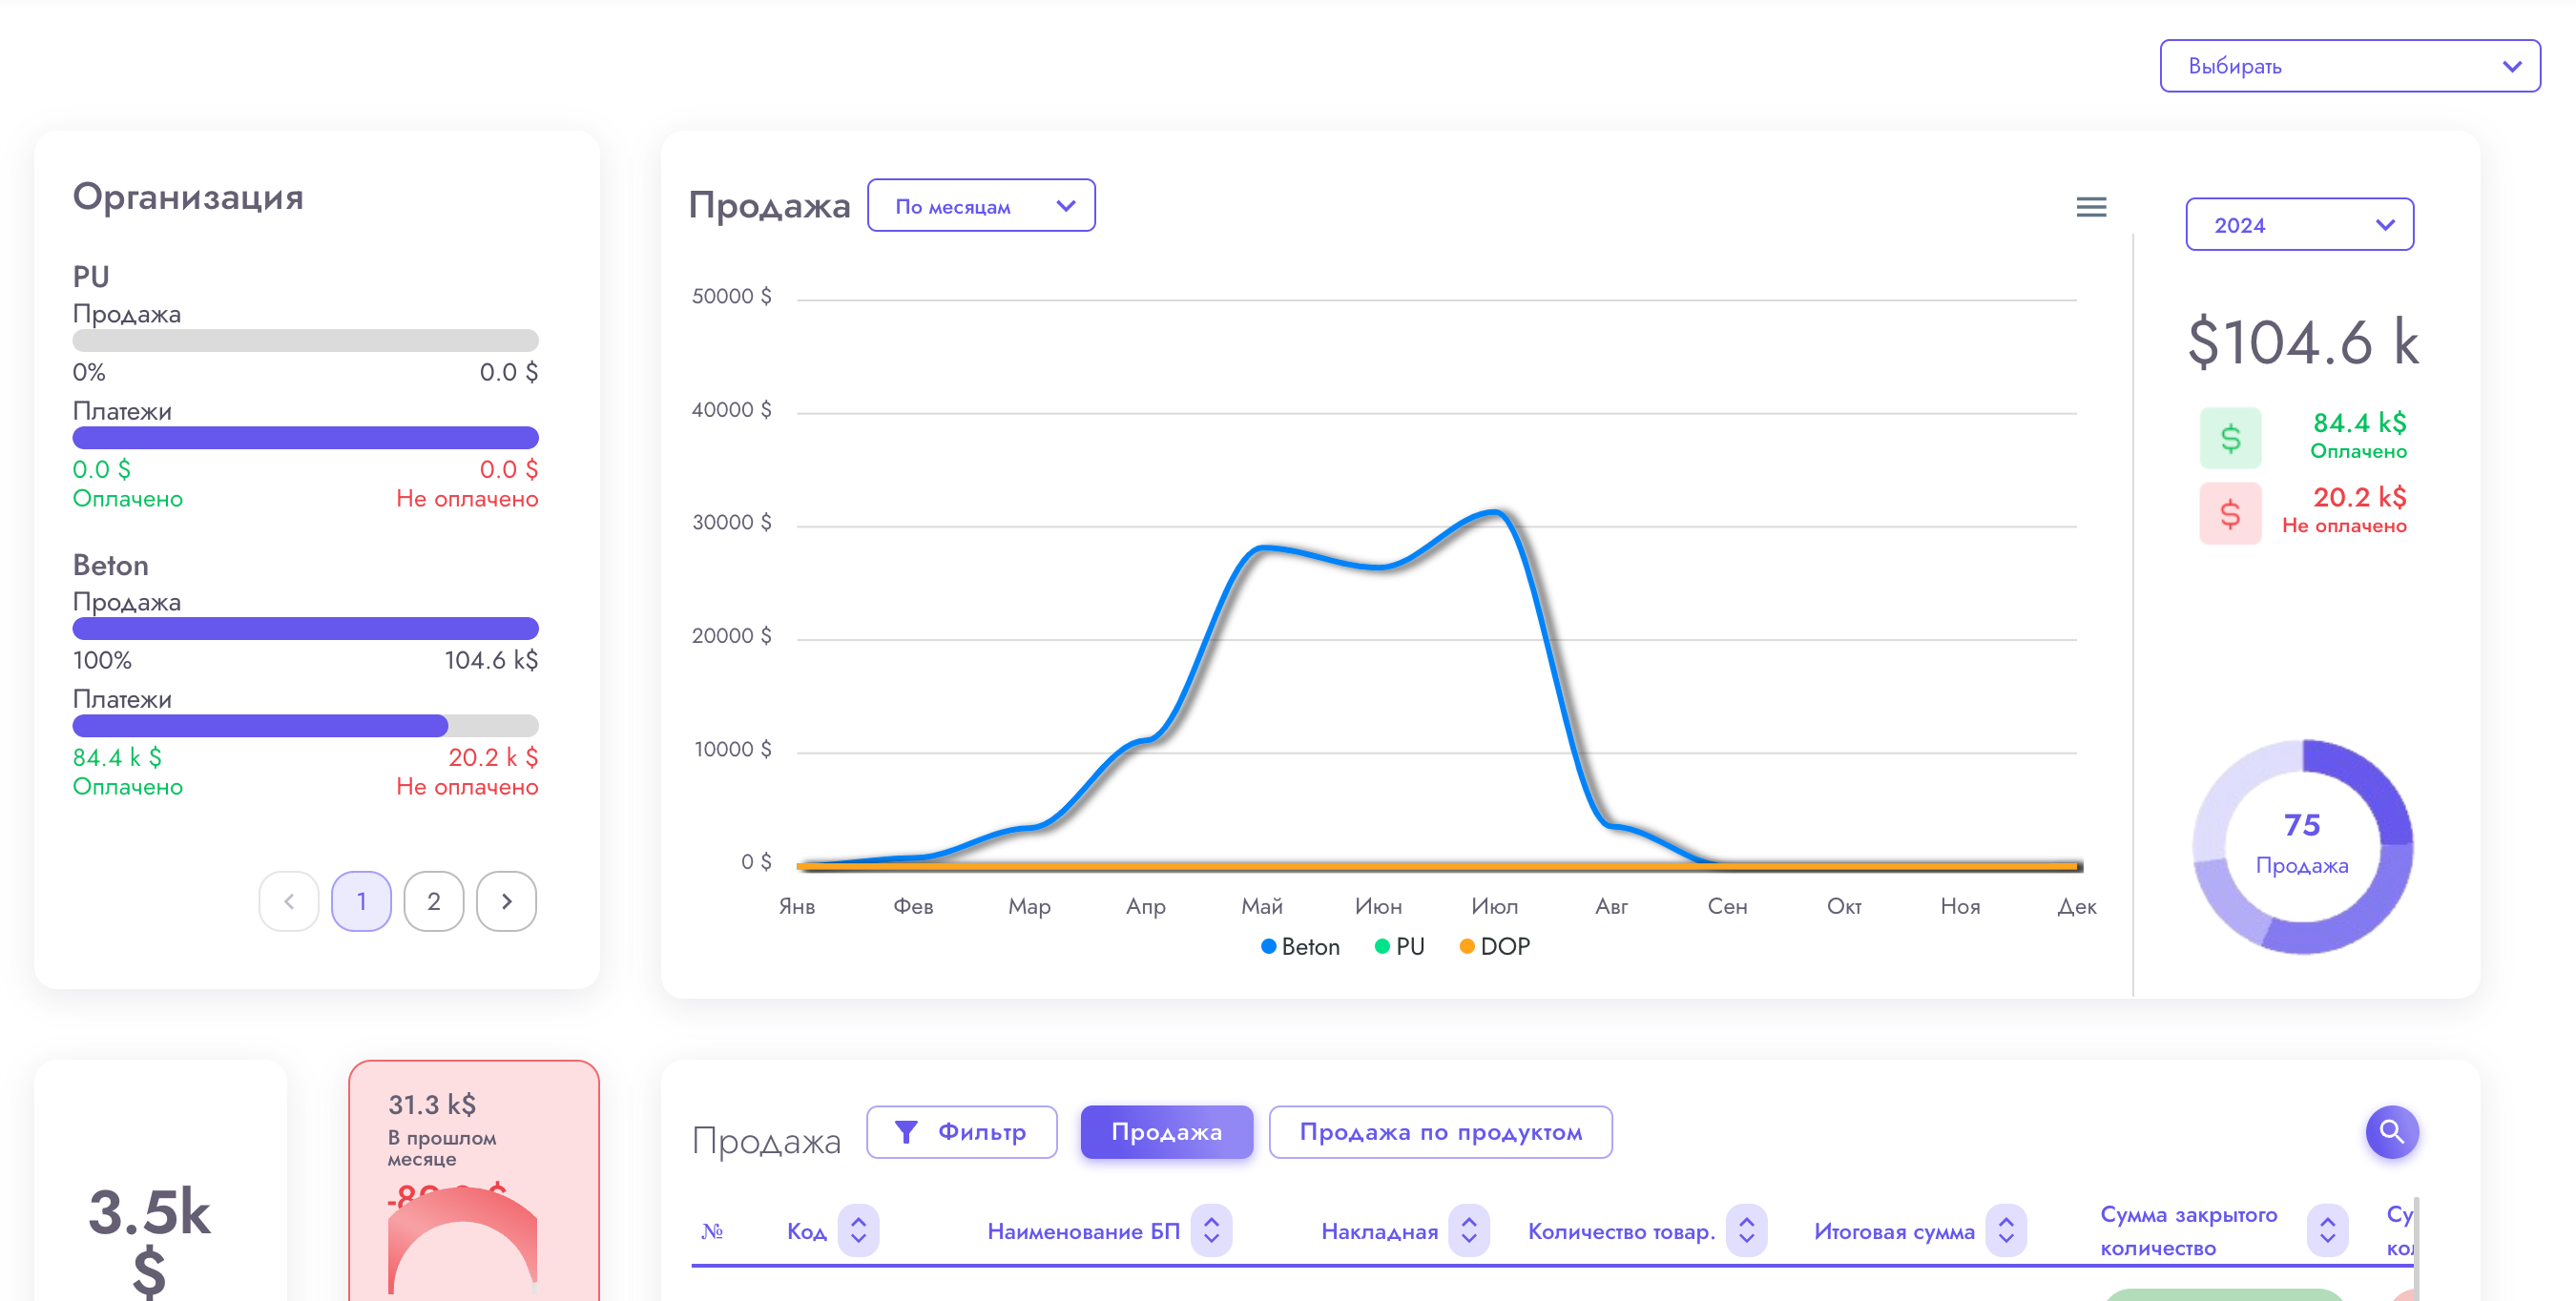 Выбирать
Организация
PU
Продажа
0% 0.0 $
Платежи
0.0 $ 0.0 $
Оплачено Не оплачено
Beton
Продажа
100% 104.6 k$
Платежи
84.4 k $ 20.2 k $
Оплачено Не оплачено
1 2
Продажа По месяцам
50000 $
40000 $
30000 $
20000 $
10000 $
0 $
Янв Фев Мар Апр Май Июн Июл Авг Сен Окт Ноя Дек
Beton PU DOP
2024
$104.6 k
$ 84.4 k$
Оплачено
$ 20.2 k$
Не оплачено
75
Продажа
3.5k
$
31.3 k$
В прошлом
месяце
Продажа Фильтр Продажа Продажа по продуктом
№ Код Наименование БП Накладная Количество товар. Итоговая сумма Сумма закрытого
количество